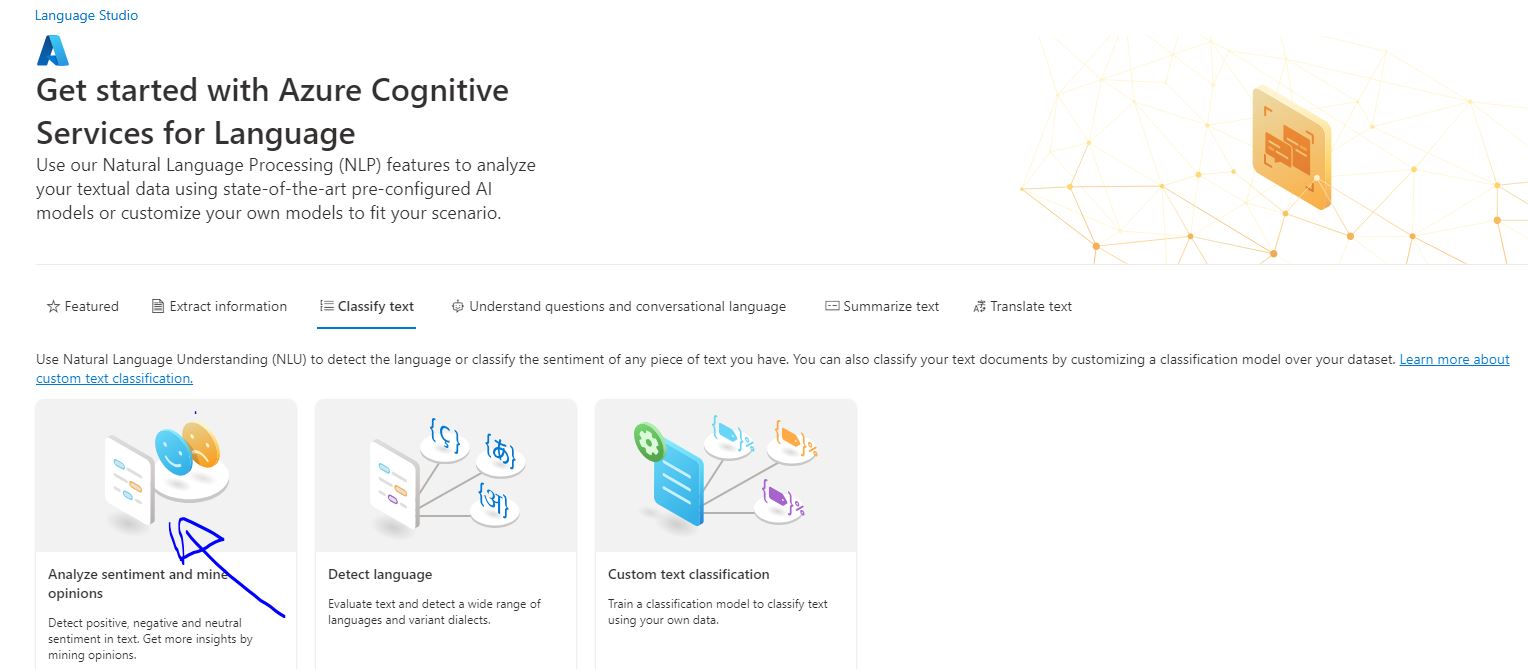 Language Studio
Get started with Azure Cognitive
Services for Language
Use our Natural Language Processing (NLP) features to analyze
your textual data using state-of-the-art pre-configured AI
models or customize your own models to fit your scenario.
Featured Extract information Classify text Understand questions and conversational language Summarize text Translate text
Use Natural Language Understanding (NLU) to detect the language or classify the sentiment of any piece of text you have. You can also classify your text documents by customizing a classification model over your dataset. Learn more about
custom text classification.
{ς}
{あ}
{अ}
%
%
%
Analyze sentiment and mine
opinions
Detect positive, negative and neutral
sentiment in text. Get more insights by
mining opinions.
Detect language
Evaluate text and detect a wide range of
languages and variant dialects.
Custom text classification
Train a classification model to classify text
using your own data.